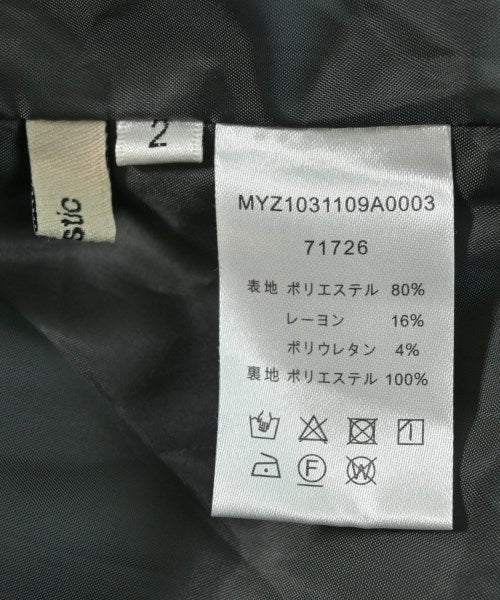 stic
2
MYZ1031109A0003
71726
表地 ポリエステル 80%
レーヨン 16%
ポリウレタン 4%
裏地 ポリエステル 100%
F W